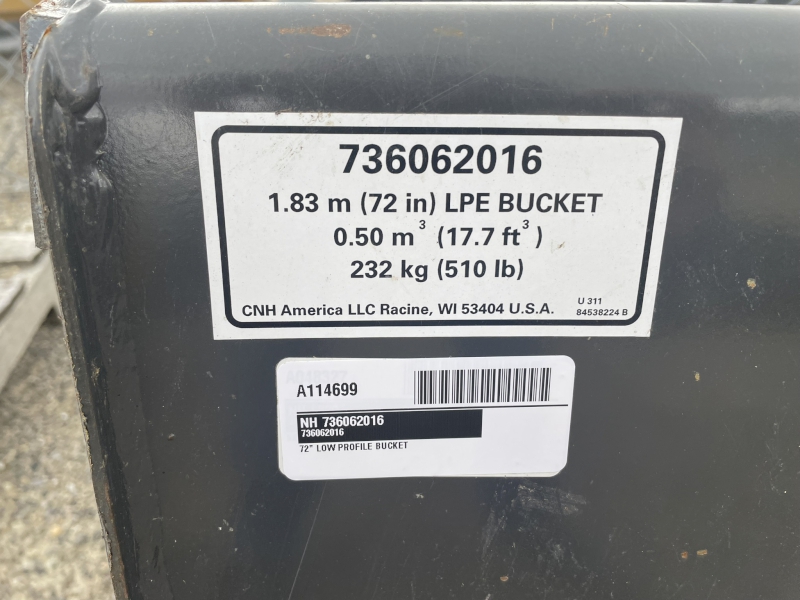 736062016
1.83 m (72 in) LPE BUCKET
0.50 m³ (17.7 ft³)
232 kg (510 lb)
CNH America LLC Racine, WI 53404 U.S.A.
U 311
84538224 B
A114699
NH 736062016
736062016
72" LOW PROFILE BUCKET